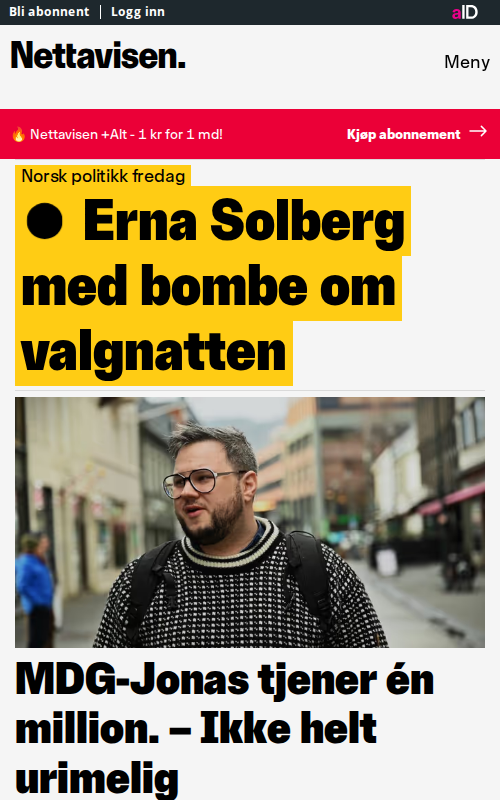 Bli abonnent | Logg inn aID
Nettavisen.
Meny
🔥 Nettavisen +Alt - 1 kr for 1 md! Kjøp abonnement →
Norsk politikk fredag
● Erna Solberg
med bombe om
valgnatten
MDG-Jonas tjener én
million. – Ikke helt
urimelig